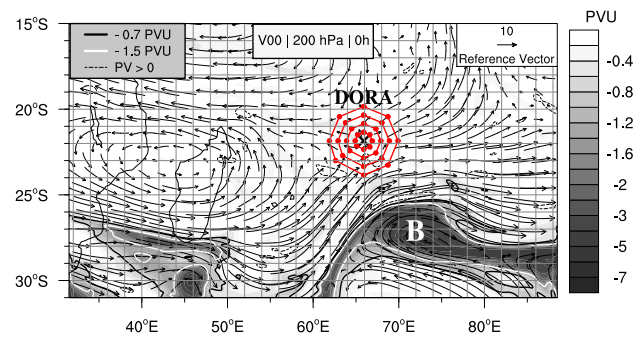 PVU
- 0.7 PVU
- 1.5 PVU
PV > 0
V00 | 200 hPa | 0h
10
Reference Vector
15°S
20°S
25°S
30°S
DORA
B
40°E
50°E
60°E
70°E
80°E
-0.4
-0.8
-1.2
-1.6
-2
-3
-5
-7